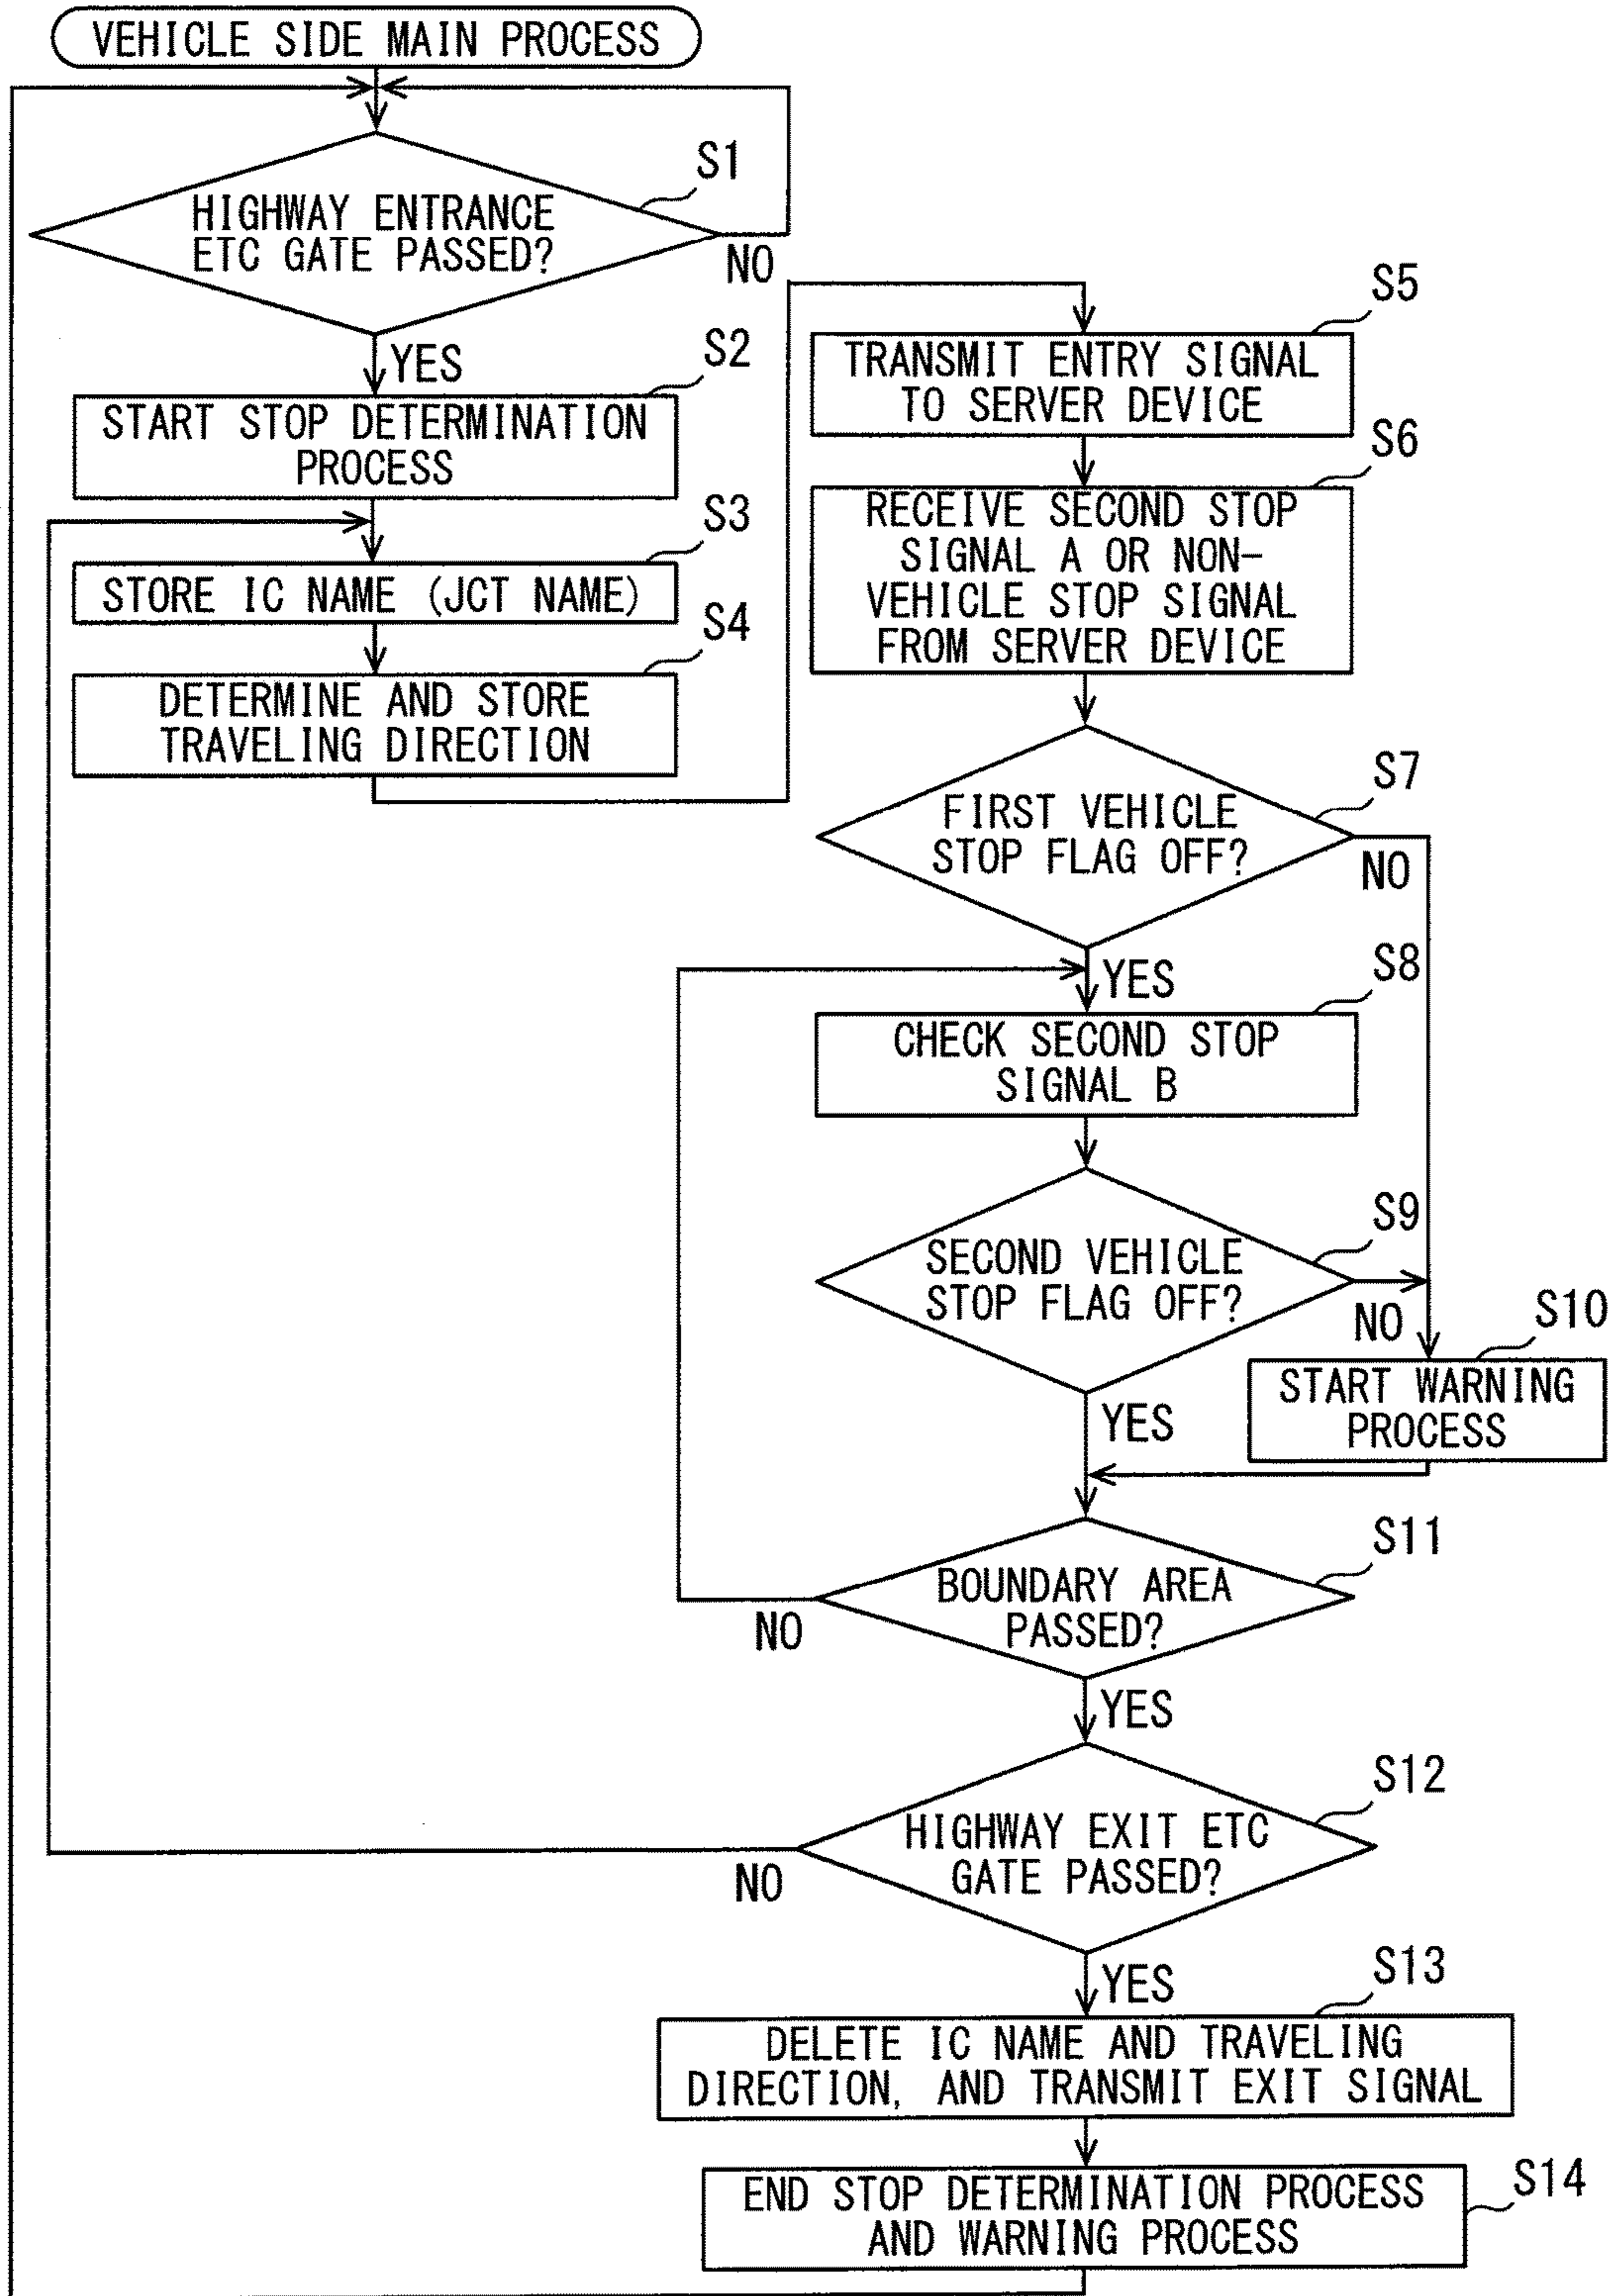 VEHICLE SIDE MAIN PROCESS
S1
HIGHWAY ENTRANCE
ETC GATE PASSED?
NO
YES
S2
START STOP DETERMINATION
PROCESS
S3
STORE IC NAME (JCT NAME)
S4
DETERMINE AND STORE
TRAVELING DIRECTION
S5
TRANSMIT ENTRY SIGNAL
TO SERVER DEVICE
S6
RECEIVE SECOND STOP
SIGNAL A OR NON-
VEHICLE STOP SIGNAL
FROM SERVER DEVICE
S7
FIRST VEHICLE
STOP FLAG OFF?
NO
YES
S8
CHECK SECOND STOP
SIGNAL B
S9
SECOND VEHICLE
STOP FLAG OFF?
NO
YES
S10
START WARNING
PROCESS
S11
BOUNDARY AREA
PASSED?
NO
YES
S12
HIGHWAY EXIT ETC
GATE PASSED?
NO
YES
S13
DELETE IC NAME AND TRAVELING
DIRECTION, AND TRANSMIT EXIT SIGNAL
S14
END STOP DETERMINATION PROCESS
AND WARNING PROCESS